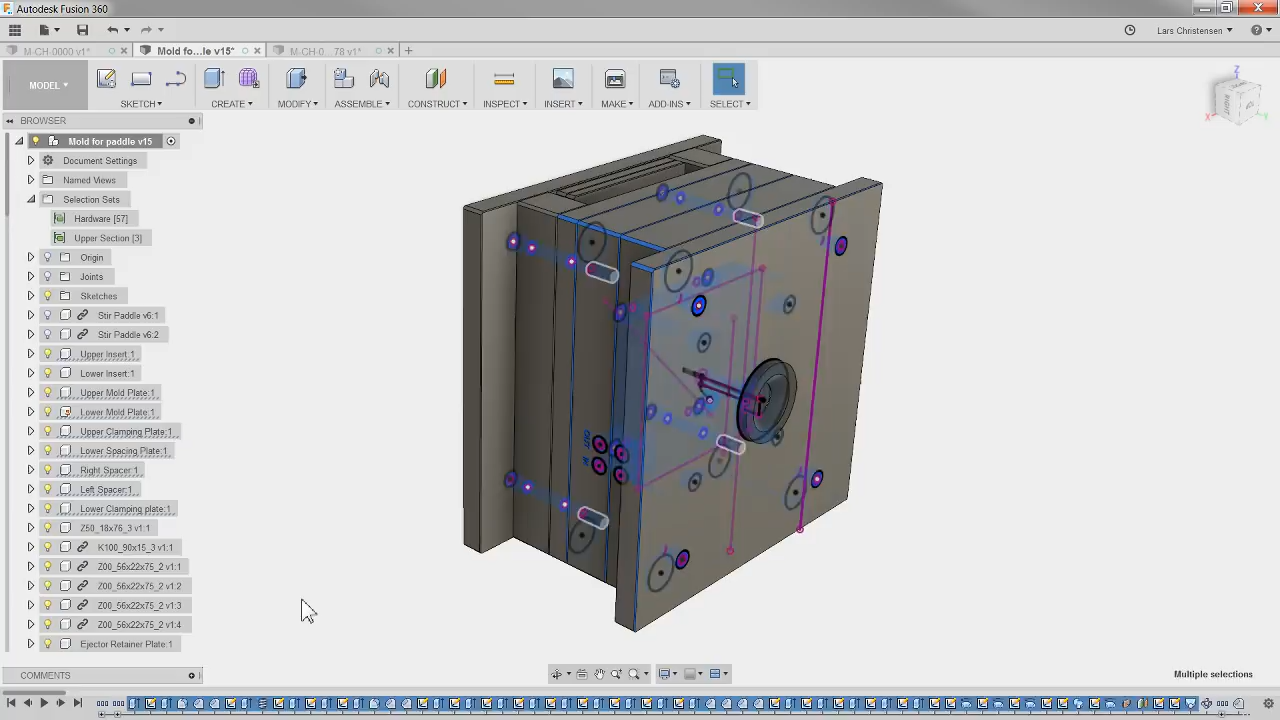 Autodesk Fusion 360
Lars Christensen
M-CH-0000 v1*
Mold fo...le v15*
M-CH-0...78 v1*
MODEL
SKETCH
CREATE
MODIFY
ASSEMBLE
CONSTRUCT
INSPECT
INSERT
MAKE
ADD-INS
SELECT
BROWSER
Mold for paddle v15
Document Settings
Named Views
Selection Sets
Hardware [57]
Upper Section [3]
Origin
Joints
Sketches
Stir Paddle v6:1
Stir Paddle v6:2
Upper Insert:1
Lower Insert:1
Upper Mold Plate:1
Lower Mold Plate:1
Upper Clamping Plate:1
Lower Spacing Plate:1
Right Spacer:1
Left Spacer:1
Lower Clamping plate:1
Z50_18x76_3 v1:1
K100_90x15_3 v1:1
Z00_56x22x75_2 v1:1
Z00_56x22x75_2 v1:2
Z00_56x22x75_2 v1:3
Z00_56x22x75_2 v1:4
Ejector Retainer Plate:1
COMMENTS
Multiple selections
Z
X
Y